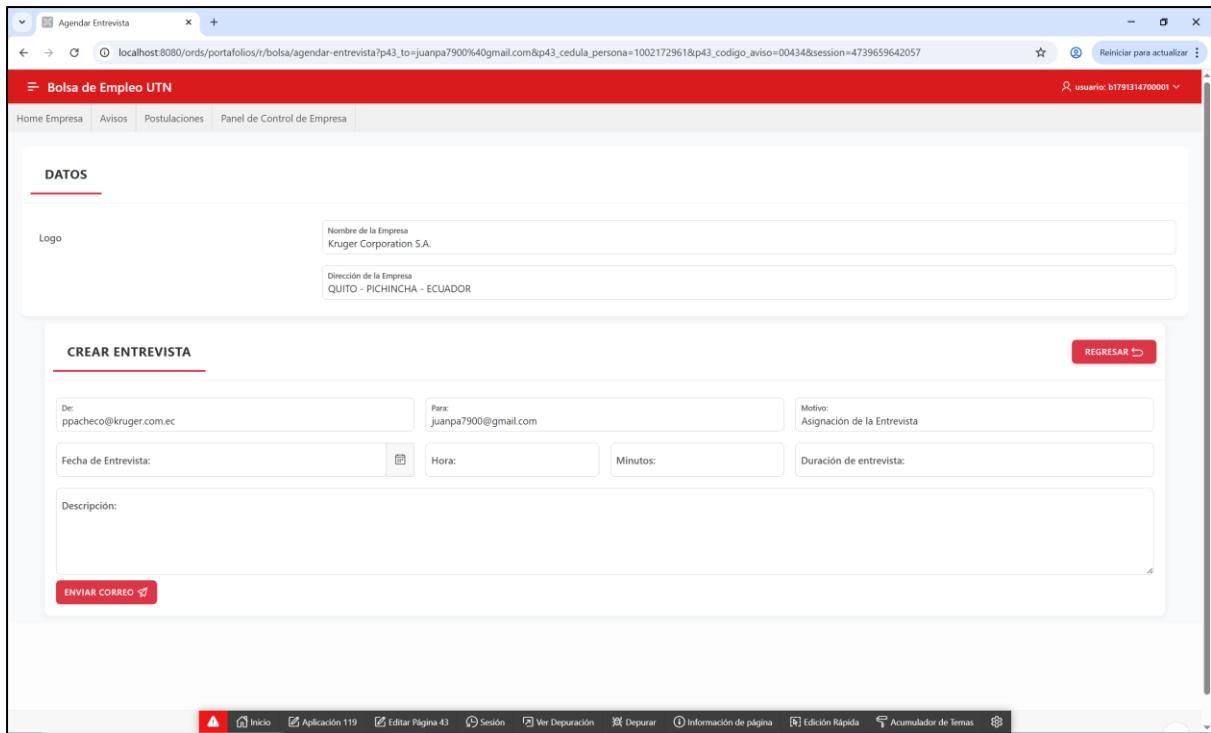 Agendar Entrevista
localhost:8080/ords/portafolios/r/bolsa/agendar-entrevista?p43_to=juanpa7900%40gmail.com&p43_cedula_persona=1002172961&p43_codigo_aviso=00434&session=4739659642057
Reiniciar para actualizar
Bolsa de Empleo UTN
usuario: b1791314700001
Home Empresa Avisos Postulaciones Panel de Control de Empresa
DATOS
Logo
Nombre de la Empresa
Kruger Corporation S.A.
Dirección de la Empresa
QUITO - PICHINCHA - ECUADOR
CREAR ENTREVISTA
REGRESAR
De: Para: Motivo:
ppacheco@kruger.com.ec juanpa7900@gmail.com Asignación de la Entrevista
Fecha de Entrevista: Hora: Minutos: Duración de entrevista:
Descripción:
ENVIAR CORREO
Inicio Aplicación 119 Editar Página 43 Sesión Ver Depuración Depurar Información de página Edición Rápida Acumulador de Temas